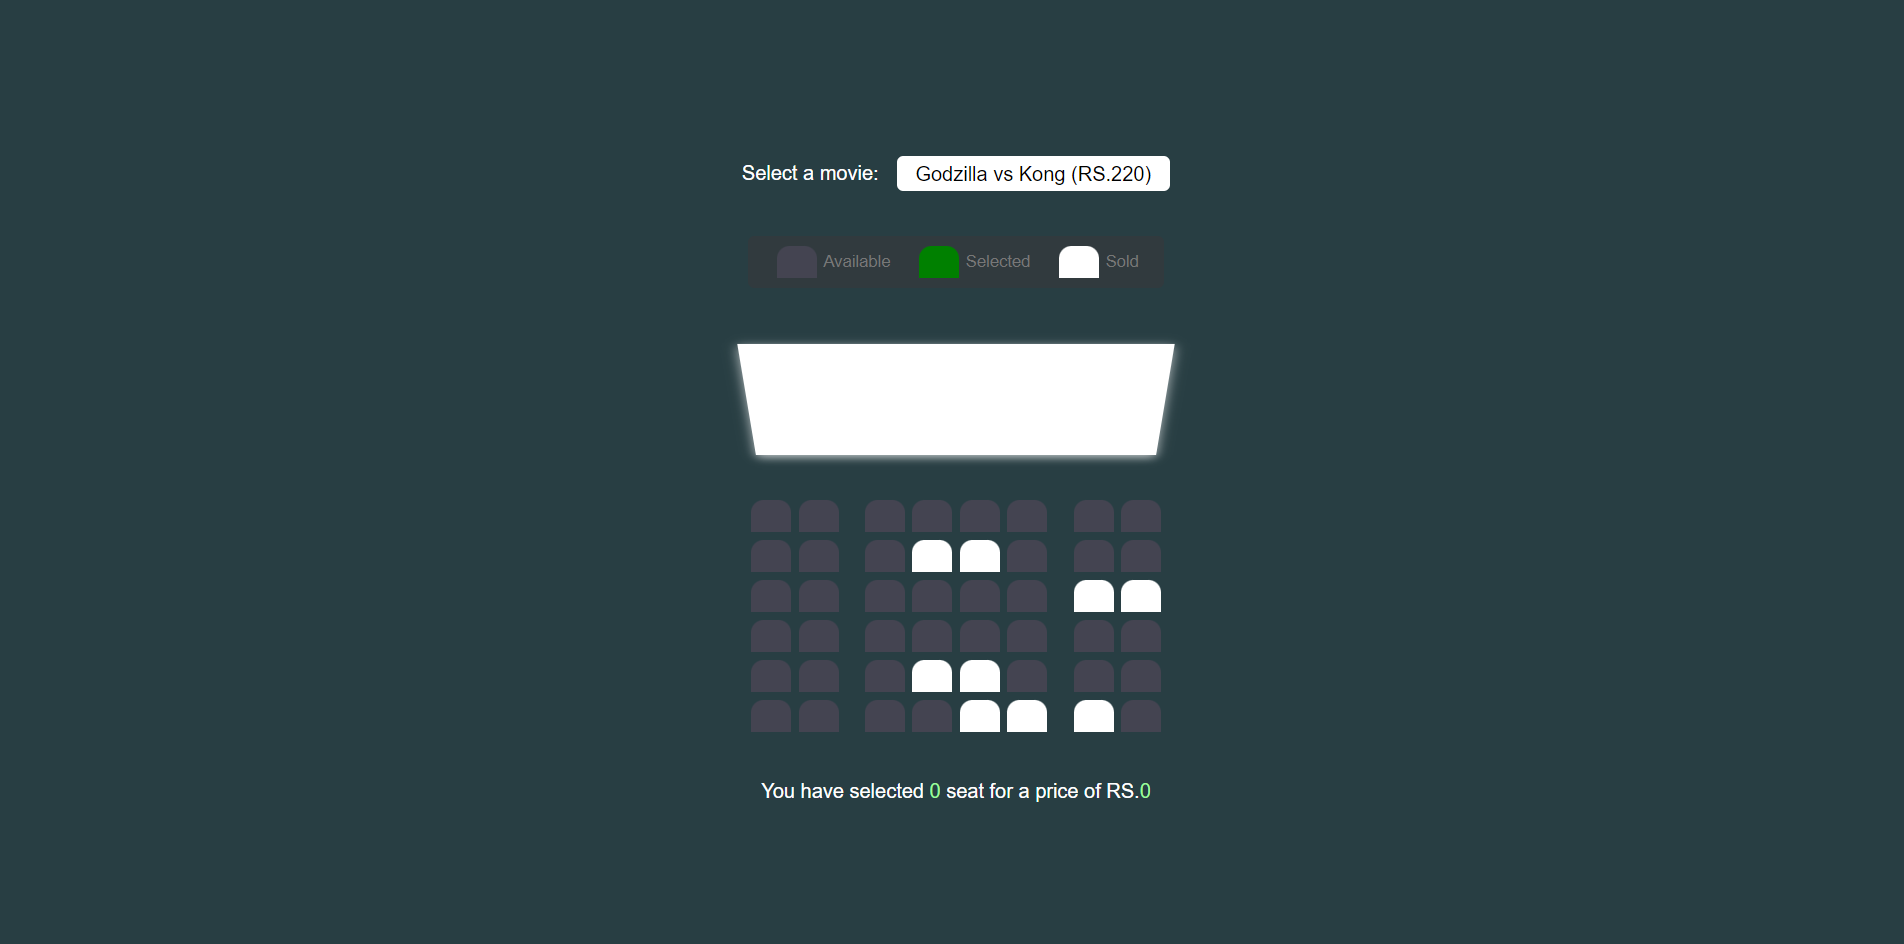 Select a movie: Godzilla vs Kong (RS.220)
Available Selected Sold
You have selected 0 seat for a price of RS.0